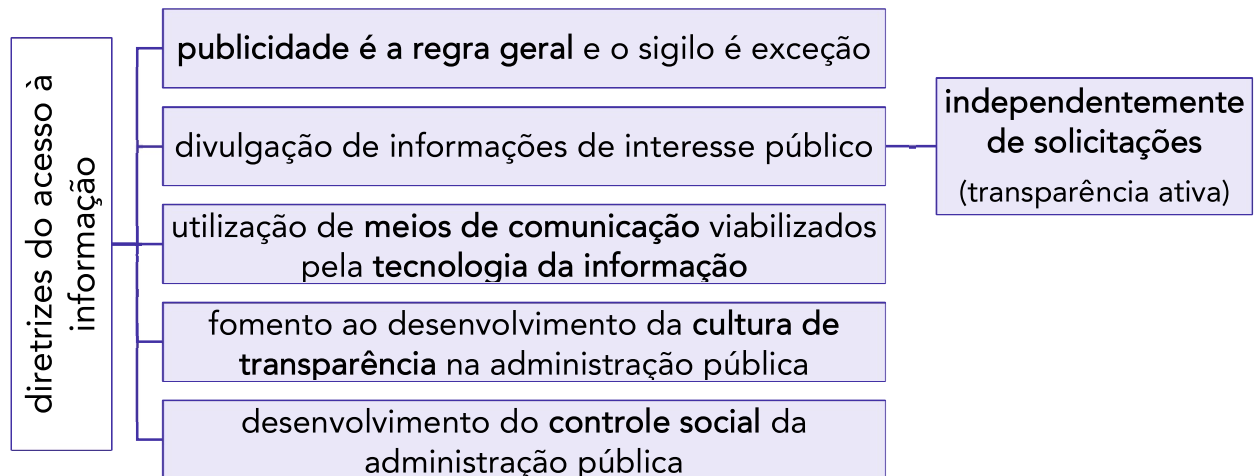 diretrizes do acesso à
informação
publicidade é a regra geral e o sigilo é exceção
divulgação de informações de interesse público
independentemente
de solicitações
(transparência ativa)
utilização de meios de comunicação viabilizados
pela tecnologia da informação
fomento ao desenvolvimento da cultura de
transparência na administração pública
desenvolvimento do controle social da
administração pública